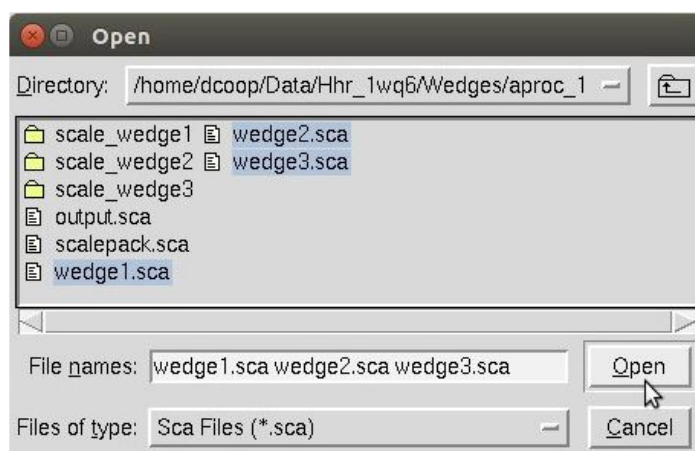 Open
Directory: /home/dcoop/Data/Hhr_1wq6/Wedges/aproc_1
scale_wedge1 wedge2.sca
scale_wedge2 wedge3.sca
scale_wedge3
output.sca
scalepack.sca
wedge1.sca
File names: wedge1.sca wedge2.sca wedge3.sca Open
Files of type: Sca Files (*.sca) Cancel